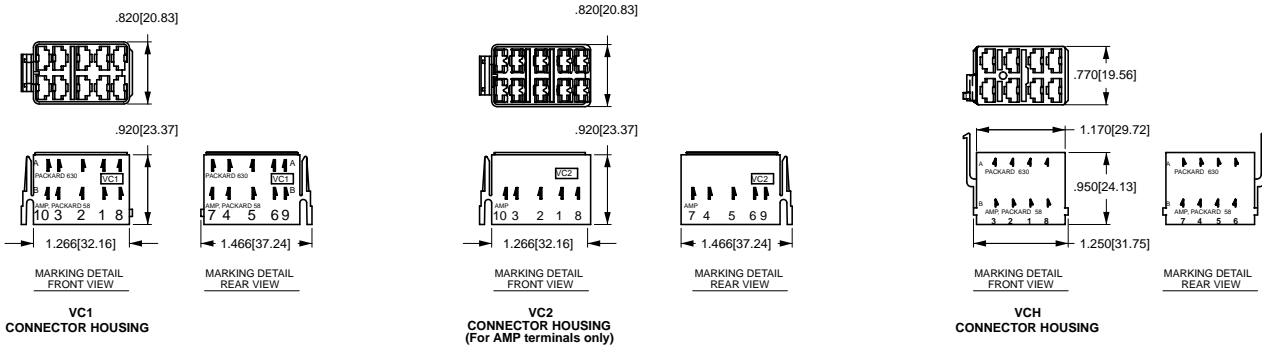 .820[20.83]
.920[23.37]
A
PACKARD 630
VC1
B
AMP, PACKARD 58
10 3 2 1 8
1.266[32.16]
MARKING DETAIL
FRONT VIEW
A
PACKARD 630
VC1
B
AMP, PACKARD 58
7 4 5 6 9
1.466[37.24]
MARKING DETAIL
REAR VIEW
VC1
CONNECTOR HOUSING
.820[20.83]
.920[23.37]
VC2
AMP
10 3 2 1 8
1.266[32.16]
MARKING DETAIL
FRONT VIEW
VC2
AMP
7 4 5 6 9
1.466[37.24]
MARKING DETAIL
REAR VIEW
VC2
CONNECTOR HOUSING
(For AMP terminals only)
.770[19.56]
1.170[29.72]
A
PACKARD 630
.950[24.13]
B
AMP, PACKARD 58
3 2 1 8
1.250[31.75]
MARKING DETAIL
FRONT VIEW
A
PACKARD 630
B
AMP, PACKARD 58
7 4 5 6
MARKING DETAIL
REAR VIEW
VCH
CONNECTOR HOUSING